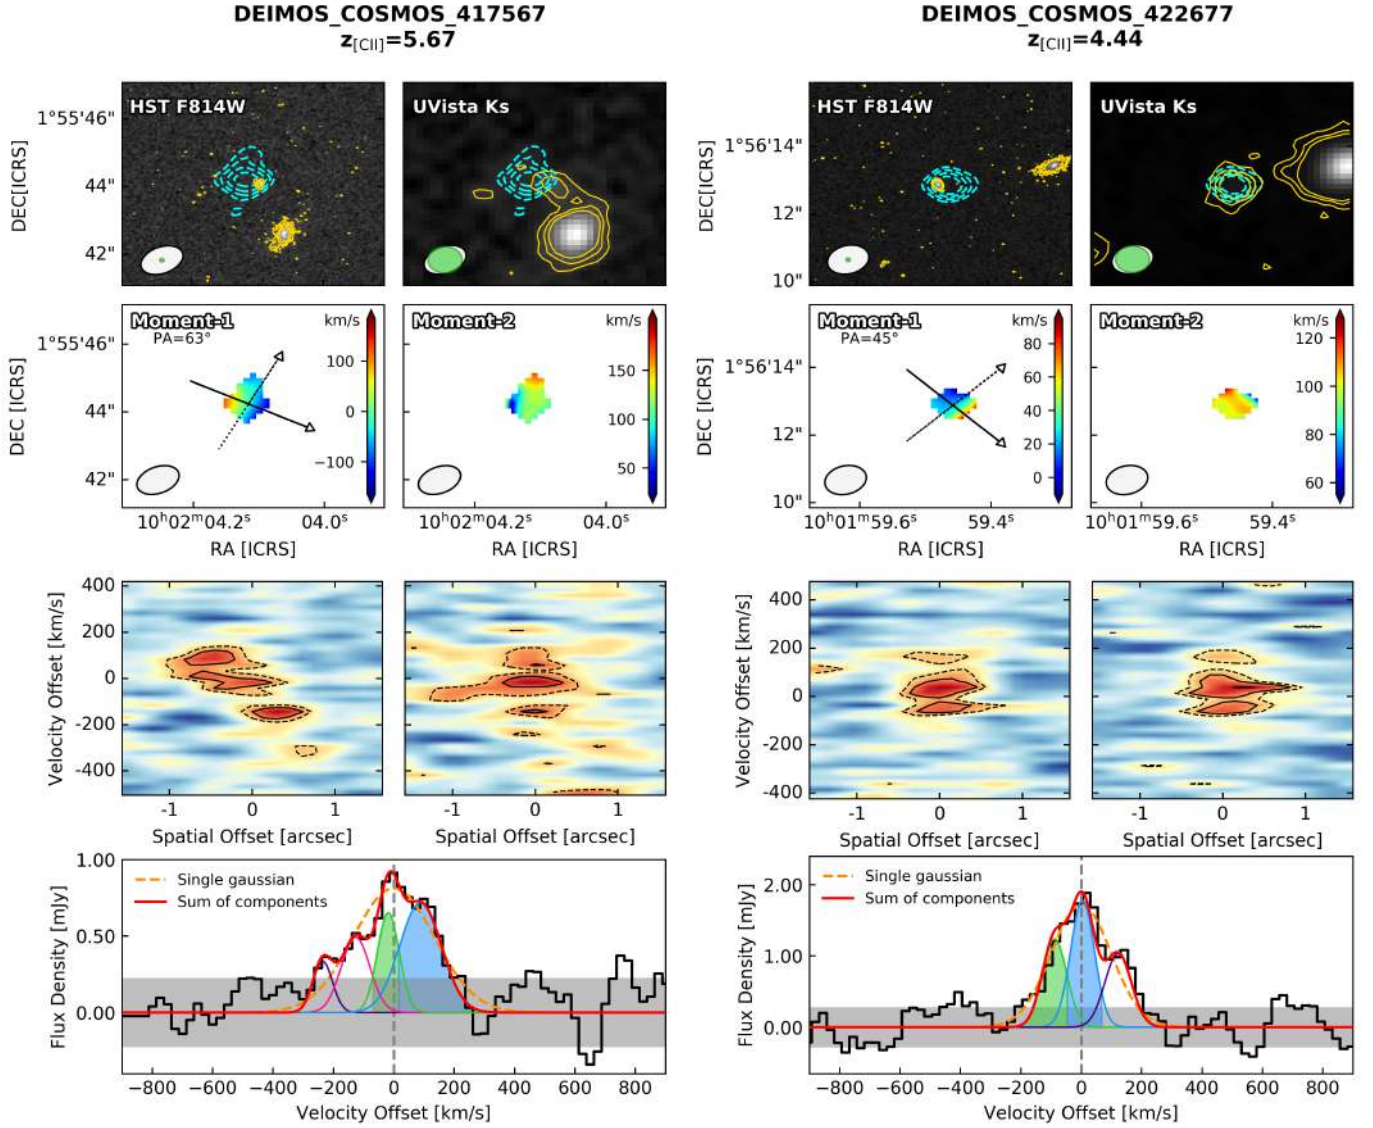 DEIMOS_COSMOS_417567
z[CII]=5.67
HST F814W
UVista Ks
DEC[ICRS]
1°55'46"
44"
42"
Moment-1
PA=63°
km/s
100
0
−100
Moment-2
km/s
150
100
50
DEC [ICRS]
1°55'46"
44"
42"
10h02m04.2s
04.0s
10h02m04.2s
04.0s
RA [ICRS]
RA [ICRS]
Velocity Offset [km/s]
400
200
0
-200
-400
-1
0
1
-1
0
1
Spatial Offset [arcsec]
Spatial Offset [arcsec]
Flux Density [mJy]
1.00
0.50
0.00
Single gaussian
Sum of components
−800
−600
−400
−200
0
200
400
600
800
Velocity Offset [km/s]
DEIMOS_COSMOS_422677
z[CII]=4.44
HST F814W
UVista Ks
DEC[ICRS]
1°56'14"
12"
10"
Moment-1
PA=45°
km/s
80
60
40
20
0
Moment-2
km/s
120
100
80
60
DEC [ICRS]
1°56'14"
12"
10"
10h01m59.6s
59.4s
10h01m59.6s
59.4s
RA [ICRS]
RA [ICRS]
Velocity Offset [km/s]
400
200
0
-200
-400
-1
0
1
-1
0
1
Spatial Offset [arcsec]
Spatial Offset [arcsec]
Flux Density [mJy]
2.00
1.00
0.00
Single gaussian
Sum of components
−800
−600
−400
−200
0
200
400
600
800
Velocity Offset [km/s]